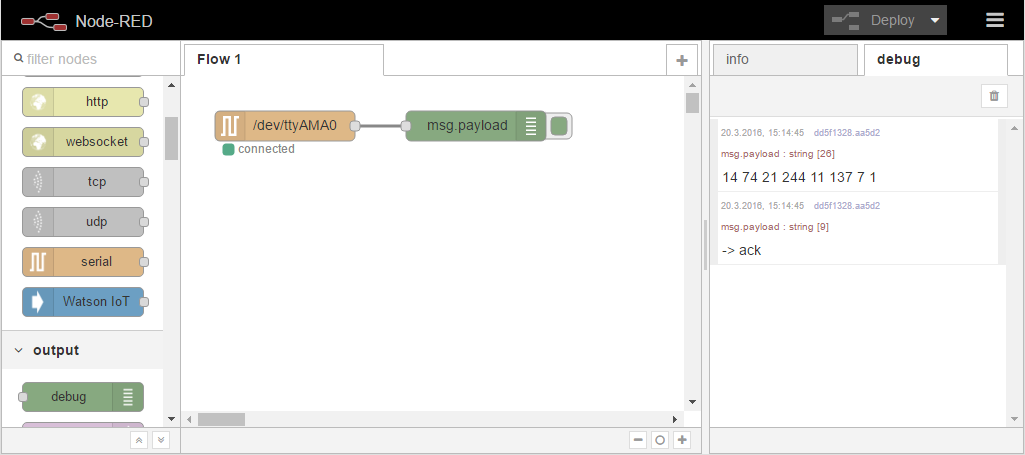 Node-RED
Deploy
filter nodes
http
websocket
tcp
udp
serial
Watson IoT
output
debug
Flow 1
/dev/ttyAMA0
connected
msg.payload
info
debug
20.3.2016, 15:14:45 dd5f1328.aa5d2
msg.payload : string [26]
14 74 21 244 11 137 7 1
20.3.2016, 15:14:45 dd5f1328.aa5d2
msg.payload : string [9]
-> ack